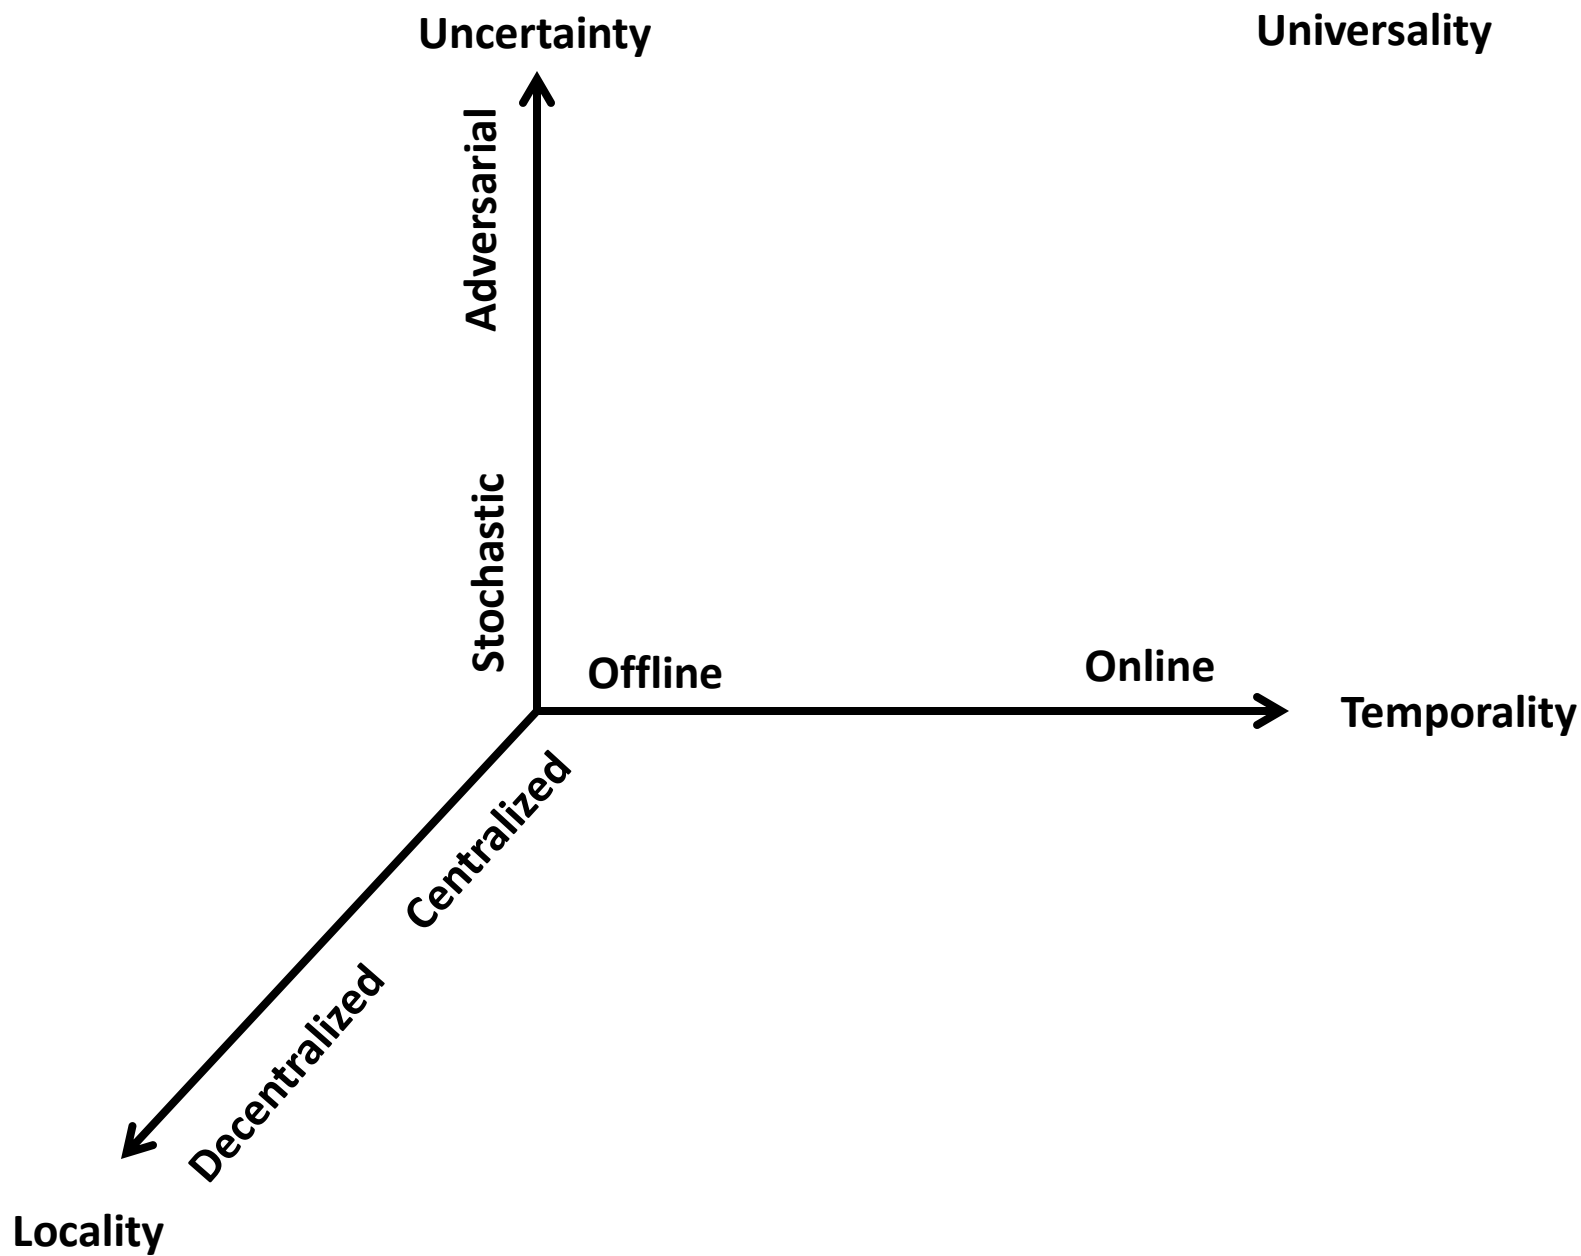 Uncertainty
Universality
Adversarial
Stochastic
Offline
Online
Temporality
Centralized
Decentralized
Locality